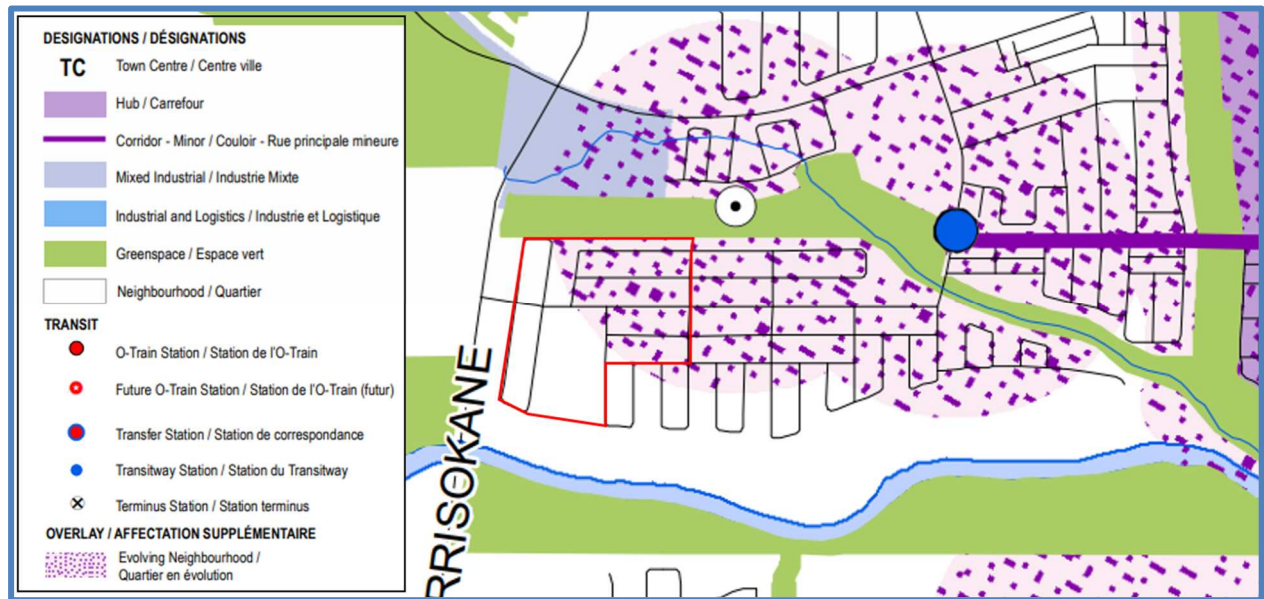 DESIGNATIONS / DÉSIGNATIONS
TC Town Centre / Centre ville
Hub / Carrefour
Corridor - Minor / Couloir - Rue principale mineure
Mixed Industrial / Industrie Mixte
Industrial and Logistics / Industrie et Logistique
Greenspace / Espace vert
Neighbourhood / Quartier
TRANSIT
O-Train Station / Station de l'O-Train
Future O-Train Station / Station de l'O-Train (futur)
Transfer Station / Station de correspondance
Transitway Station / Station du Transitway
Terminus Station / Station terminus
OVERLAY / AFFECTATION SUPPLÉMENTAIRE
Evolving Neighbourhood /
Quartier en évolution
RRISOKANE